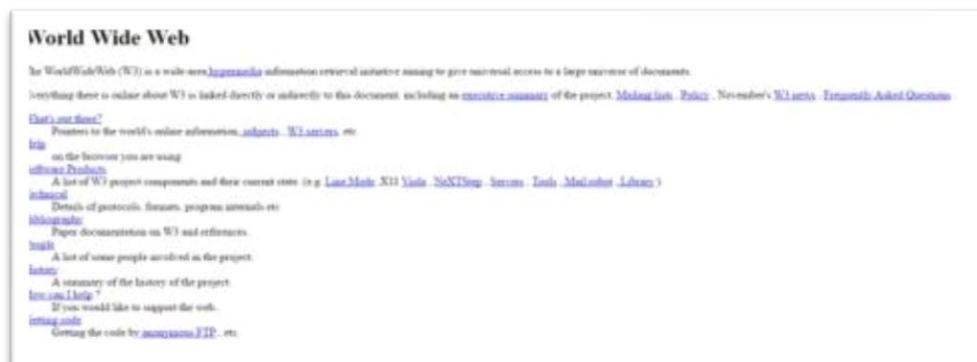 World Wide Web
The WorldWideWeb (W3) is a wide-area hypermedia information retrieval initiative aiming to give universal access to a large universe of documents.
Everything there is online about W3 is linked directly or indirectly to this document, including an executive summary of the project, Mailing lists , Policy , November's W3 news , Frequently Asked Questions .
What's out there?
Pointers to the world's online information, subjects , W3 servers, etc.
Help
on the browser you are using
Software Products
A list of W3 project components and their current state. (e.g. Line Mode ,X11 Viola , NeXTStep , Servers , Tools , Mail robot , Library )
Technical
Details of protocols, formats, program internals etc
Bibliography
Paper documentation on W3 and references.
People
A list of some people involved in the project.
History
A summary of the history of the project.
How can I help ?
If you would like to support the web..
Getting code
Getting the code by anonymous FTP , etc.